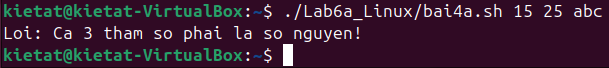 kietat@kietat-VirtualBox:~$ ./Lab6a_Linux/bai4a.sh 15 25 abc
Loi: Ca 3 tham so phai la so nguyen!
kietat@kietat-VirtualBox:~$